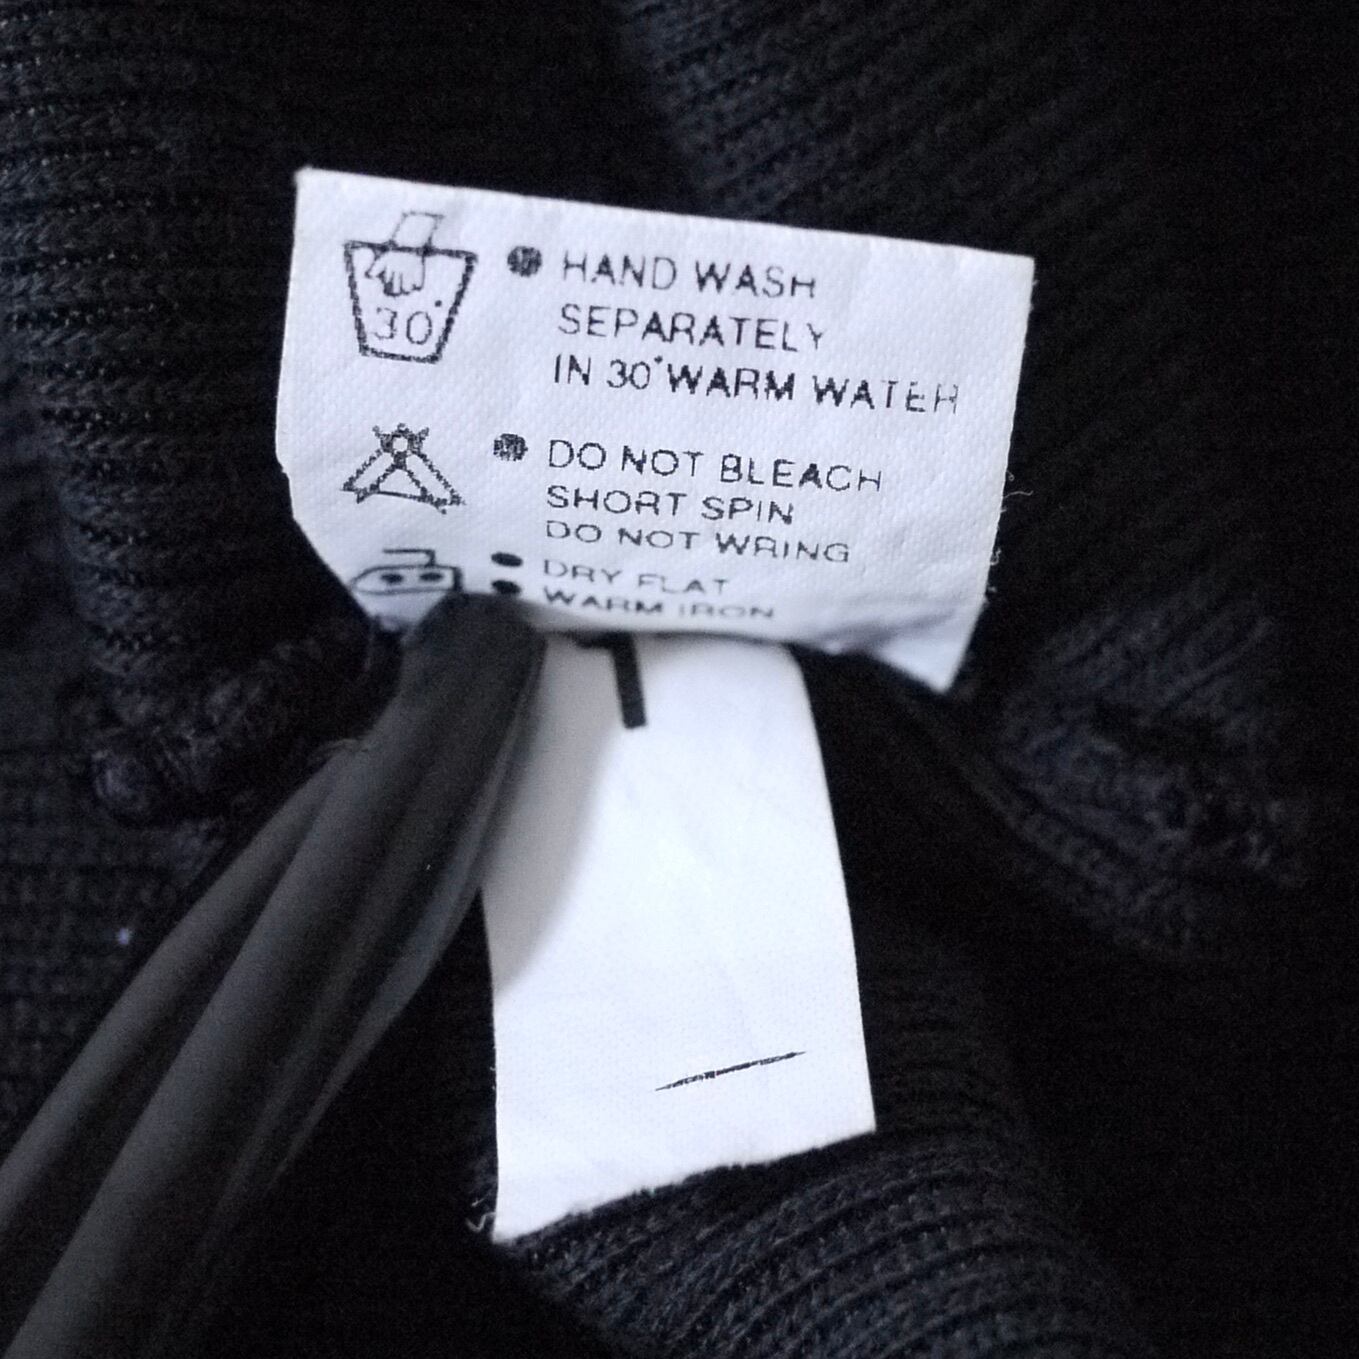 30°
HAND WASH
SEPARATELY
IN 30°WARM WATER
DO NOT BLEACH
SHORT SPIN
DO NOT WRING
DRY FLAT
WARM IRON